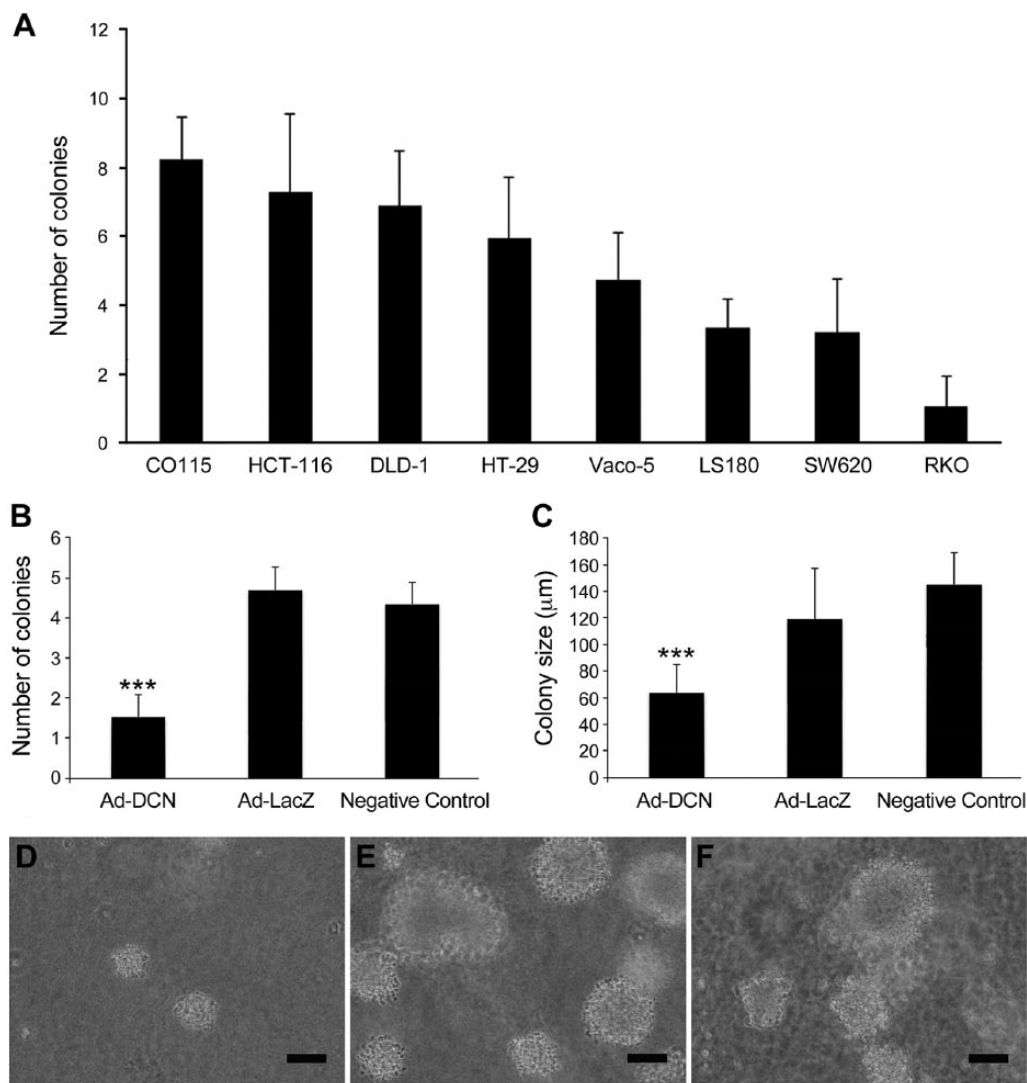 A
12
10
8
6
4
2
0
Number of colonies
CO115 HCT-116 DLD-1 HT-29 Vaco-5 LS180 SW620 RKO
B
6
5
4
3
2
1
0
Number of colonies
***
Ad-DCN Ad-LacZ Negative Control
C
180
160
140
120
100
80
60
40
20
0
Colony size (μm)
***
Ad-DCN Ad-LacZ Negative Control
D
E
F